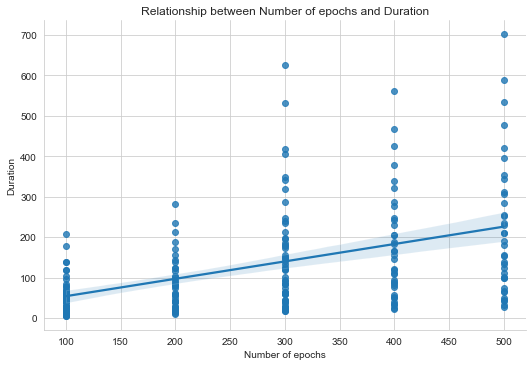 Relationship between Number of epochs and Duration
700
600
500
400
300
200
100
0
Duration
100 150 200 250 300 350 400 450 500
Number of epochs